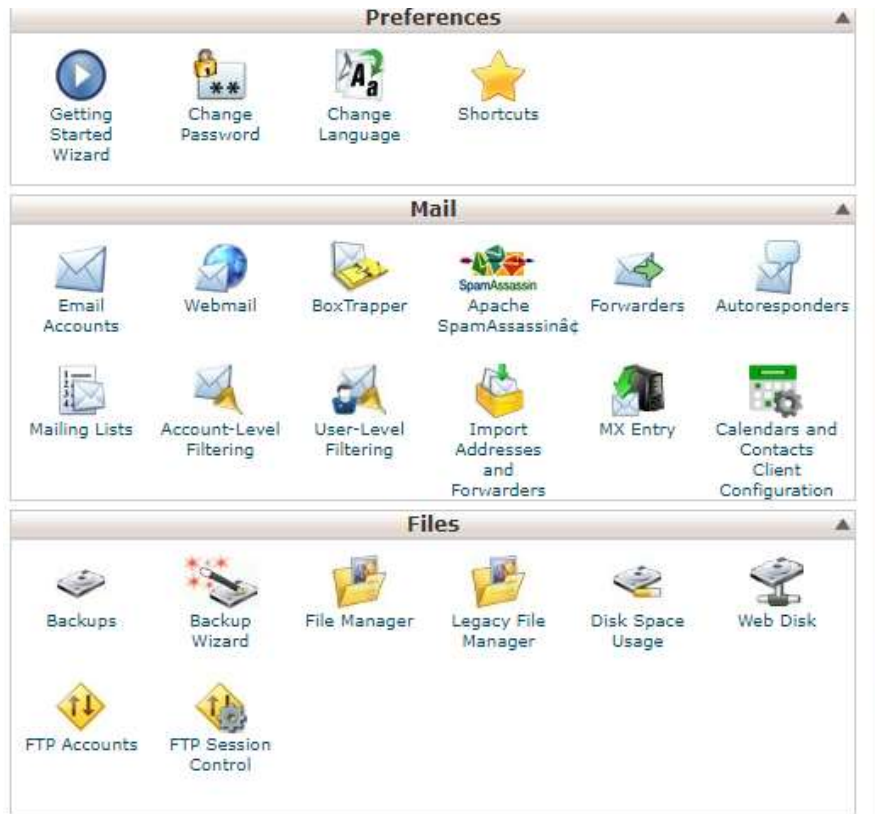 Preferences
Getting
Started
Wizard
Change
Password
Change
Language
Shortcuts
Mail
Email
Accounts
Webmail
BoxTrapper
SpamAssassin
Apache
SpamAssassinâ¢
Forwarders
Autoresponders
Mailing Lists
Account-Level
Filtering
User-Level
Filtering
Import
Addresses
and
Forwarders
MX Entry
Calendars and
Contacts
Client
Configuration
Files
Backups
Backup
Wizard
File Manager
Legacy File
Manager
Disk Space
Usage
Web Disk
FTP Accounts
FTP Session
Control